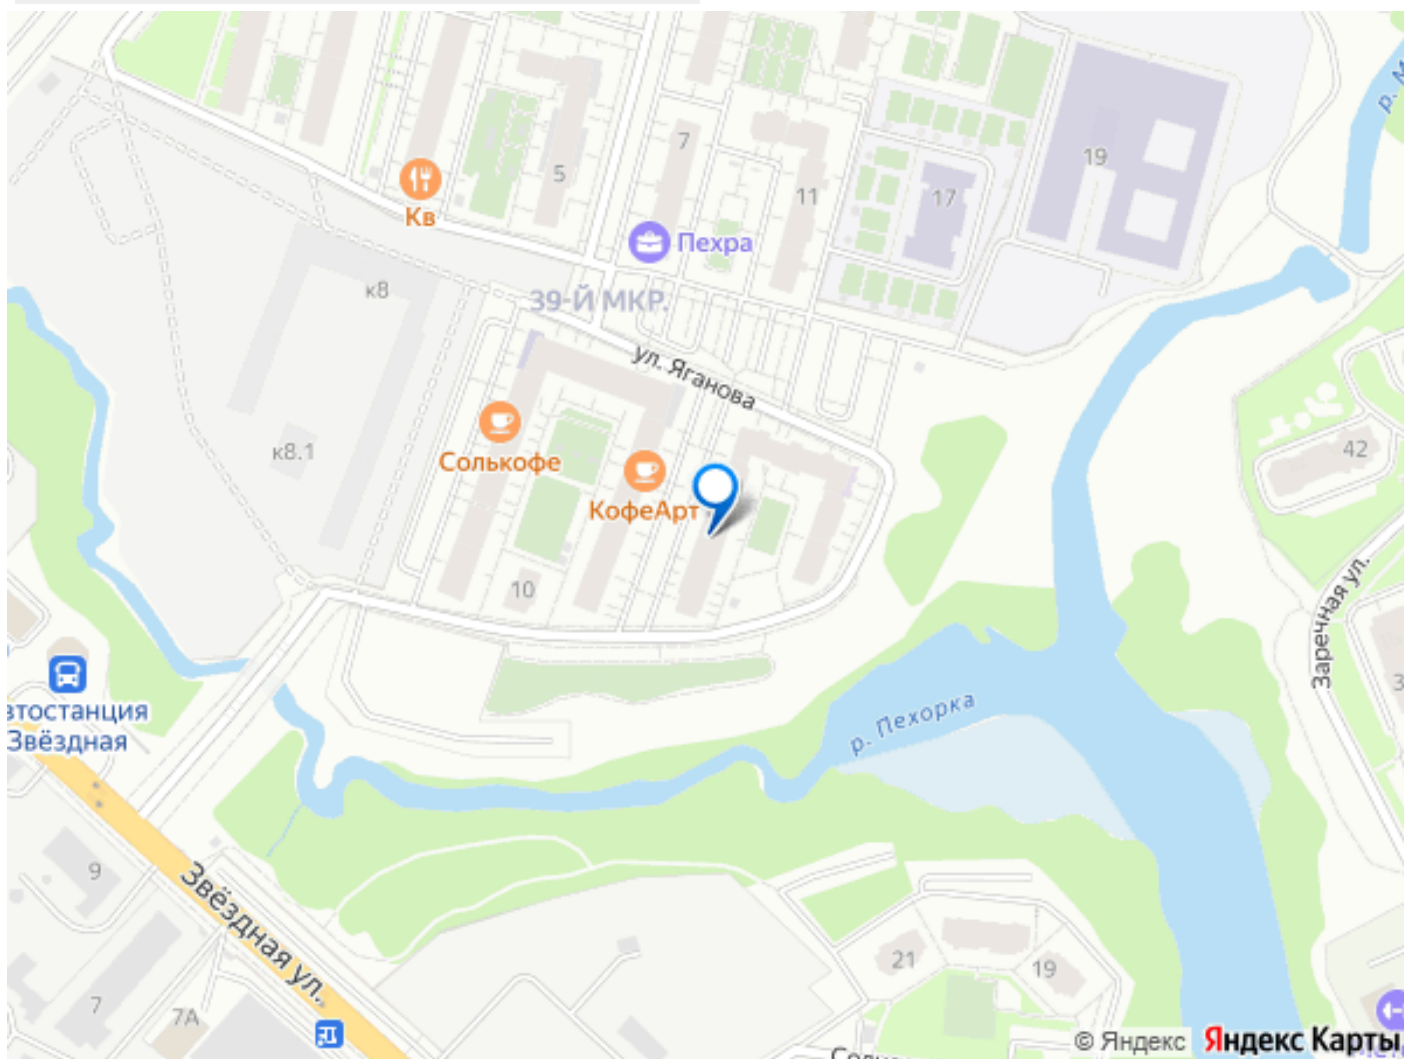 р. М
19
7
5
11
17
Кв
Пехра
к8
39-Й МКР.
ул. Яганова
к8.1
Солькофе
КофеАрт
42
10
Заречная ул.
3
втостанция
Звёздная
р. Пехорка
9
Звёздная ул.
7
7А
21
19
© Яндекс
Яндекс Карты